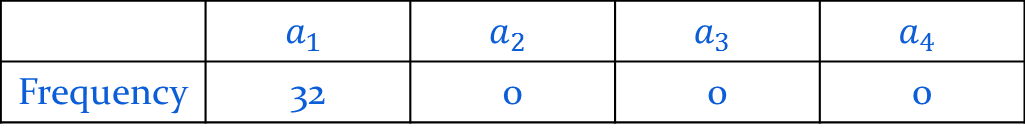 a₁ a₂ a₃ a₄
Frequency 32 0 0 0